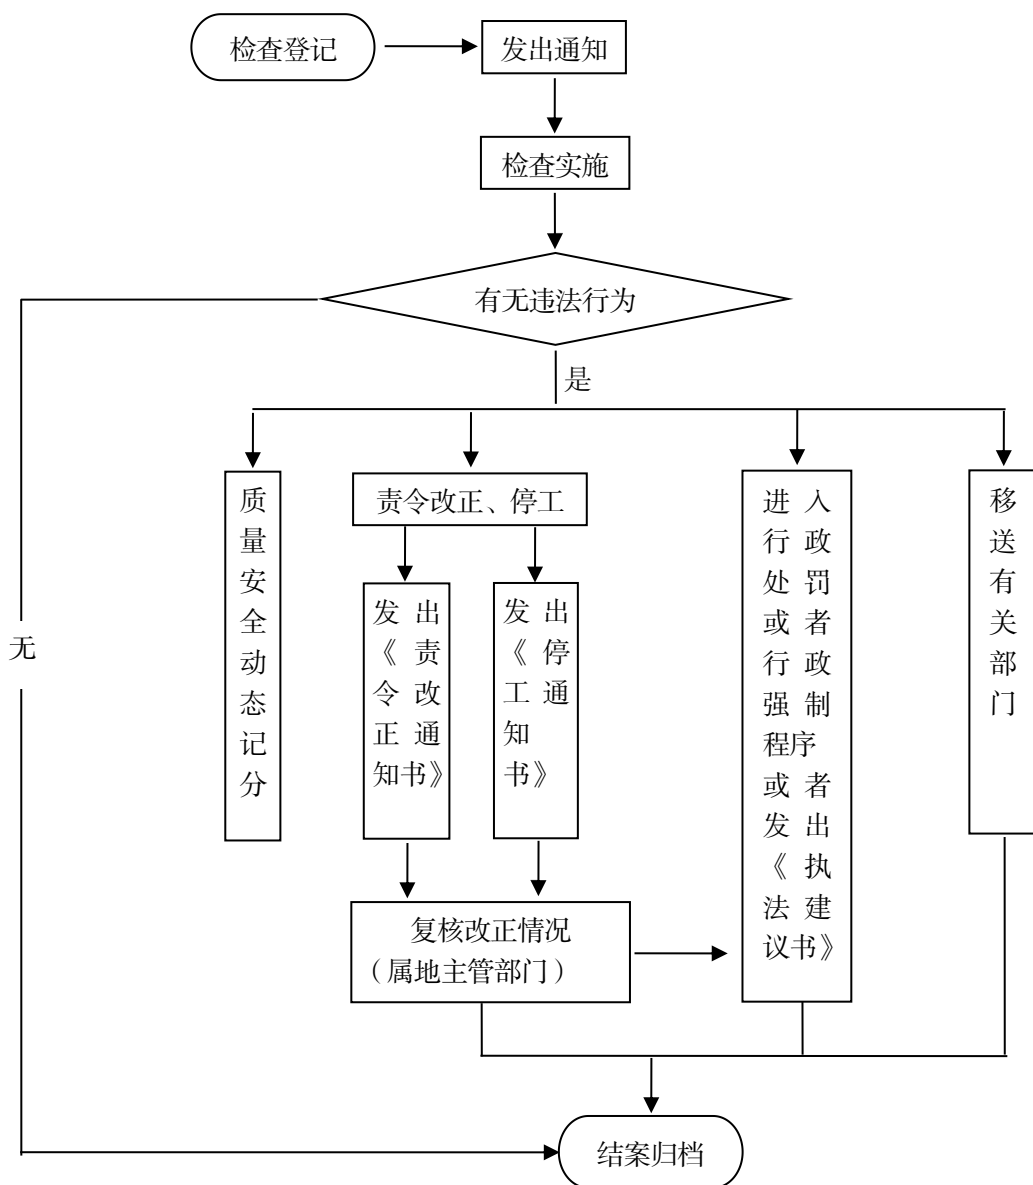 检查登记
发出通知
检查实施
有无违法行为
是
无
质
量
安
全
动
态
记
分
责令改正、停工
发出
《责
令改
正通
知书》
发出
《停
工通
知
书》
进入
行政
处罚
或者
行政
强制
程序
或者
发出
《执
法建
议书》
移
送
有
关
部
门
复核改正情况
（属地主管部门）
结案归档